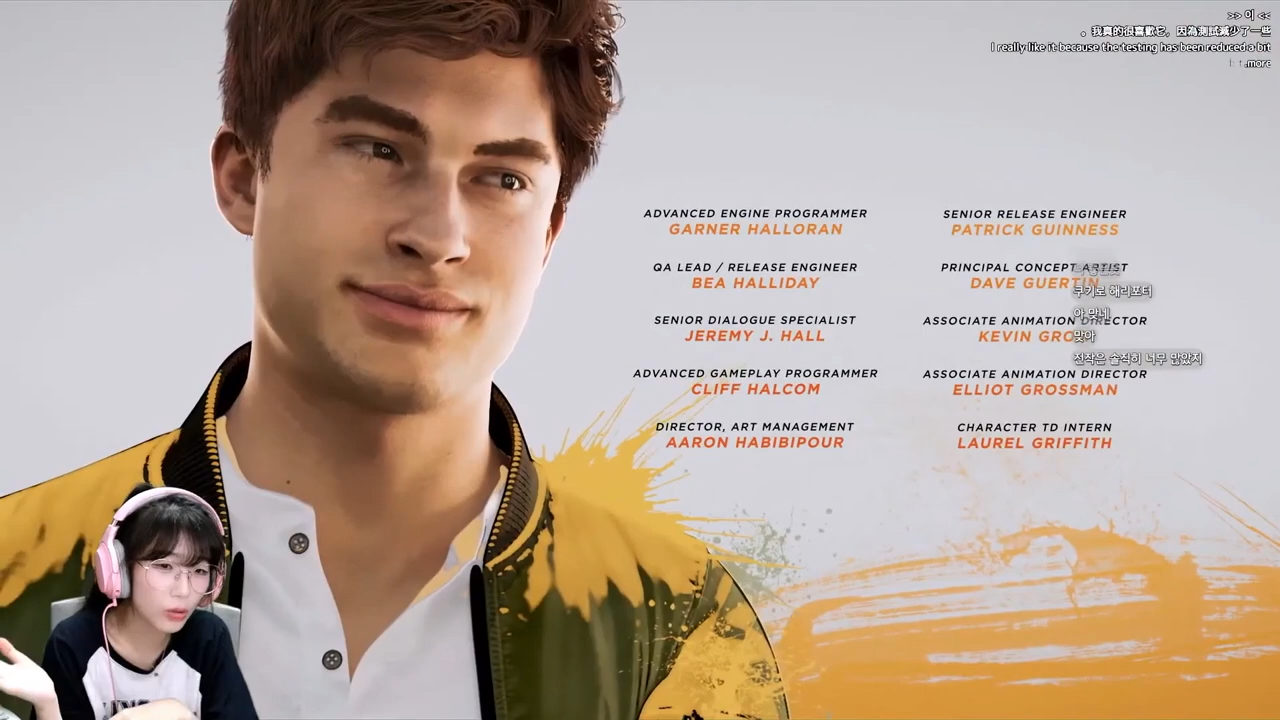 >> 이 <<
。我真的很喜歡它，因為測試減少了一些
I really like it because the testing has been reduced a bit
.more
ADVANCED ENGINE PROGRAMMER
GARNER HALLORAN
SENIOR RELEASE ENGINEER
PATRICK GUINNESS
QA LEAD / RELEASE ENGINEER
BEA HALLIDAY
PRINCIPAL CONCEPT ARTIST
DAVE GUERTIN
쿠키로 해리포터
아 맞네
SENIOR DIALOGUE SPECIALIST
JEREMY J. HALL
ASSOCIATE ANIMATION DIRECTOR
KEVIN GRO
맞아
전작은 솔직히 너무 많았지
ADVANCED GAMEPLAY PROGRAMMER
CLIFF HALCOM
ASSOCIATE ANIMATION DIRECTOR
ELLIOT GROSSMAN
DIRECTOR, ART MANAGEMENT
AARON HABIBIPOUR
CHARACTER TD INTERN
LAUREL GRIFFITH